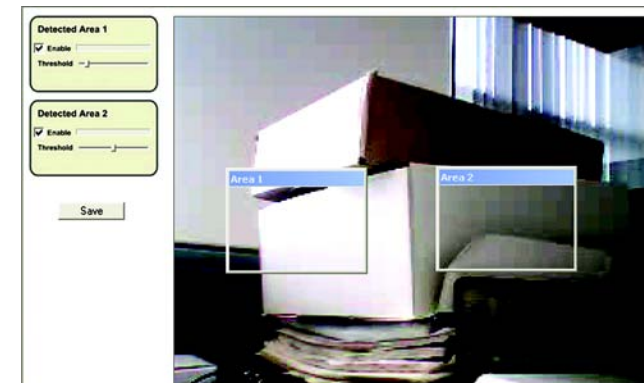 Detected Area 1
Enable
Threshold
Detected Area 2
Enable
Threshold
Save
Area 1
Area 2